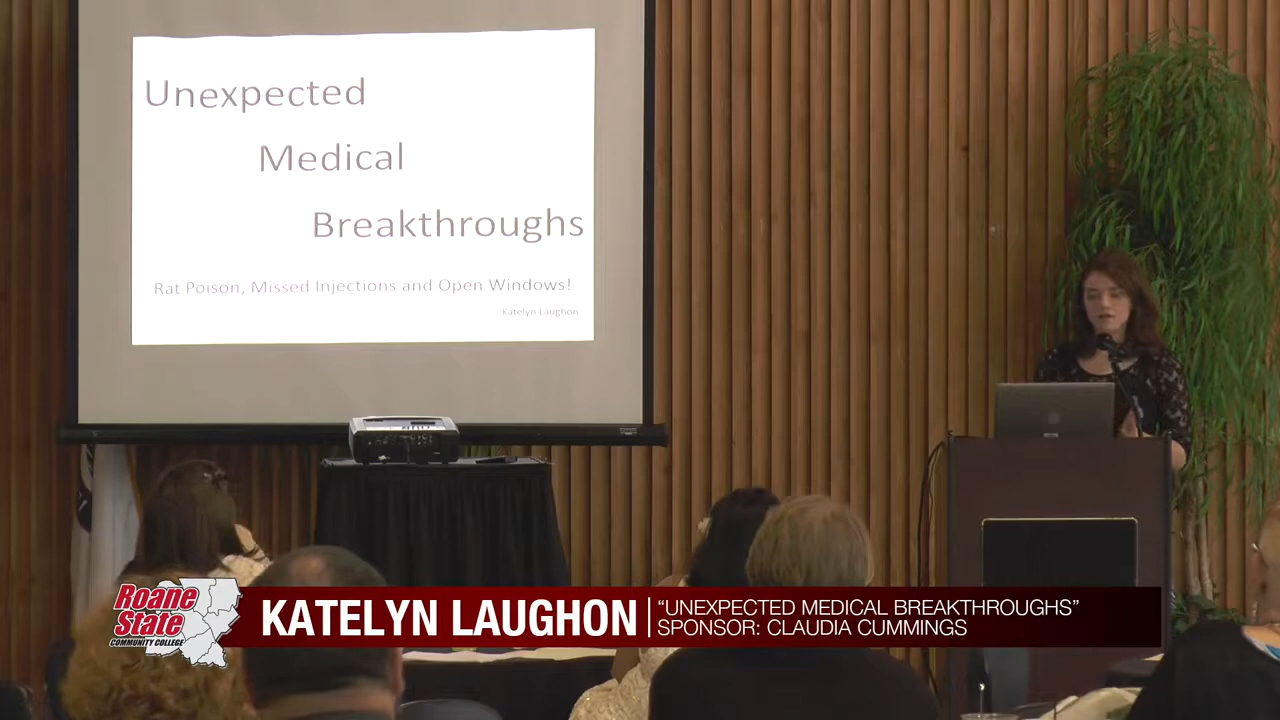 Unexpected
Medical
Breakthroughs
Rat Poison, Missed Injections and Open Windows!
Katelyn Laughon
Roane
State
COMMUNITY COLLEGE
KATELYN LAUGHON
“UNEXPECTED MEDICAL BREAKTHROUGHS”
SPONSOR: CLAUDIA CUMMINGS